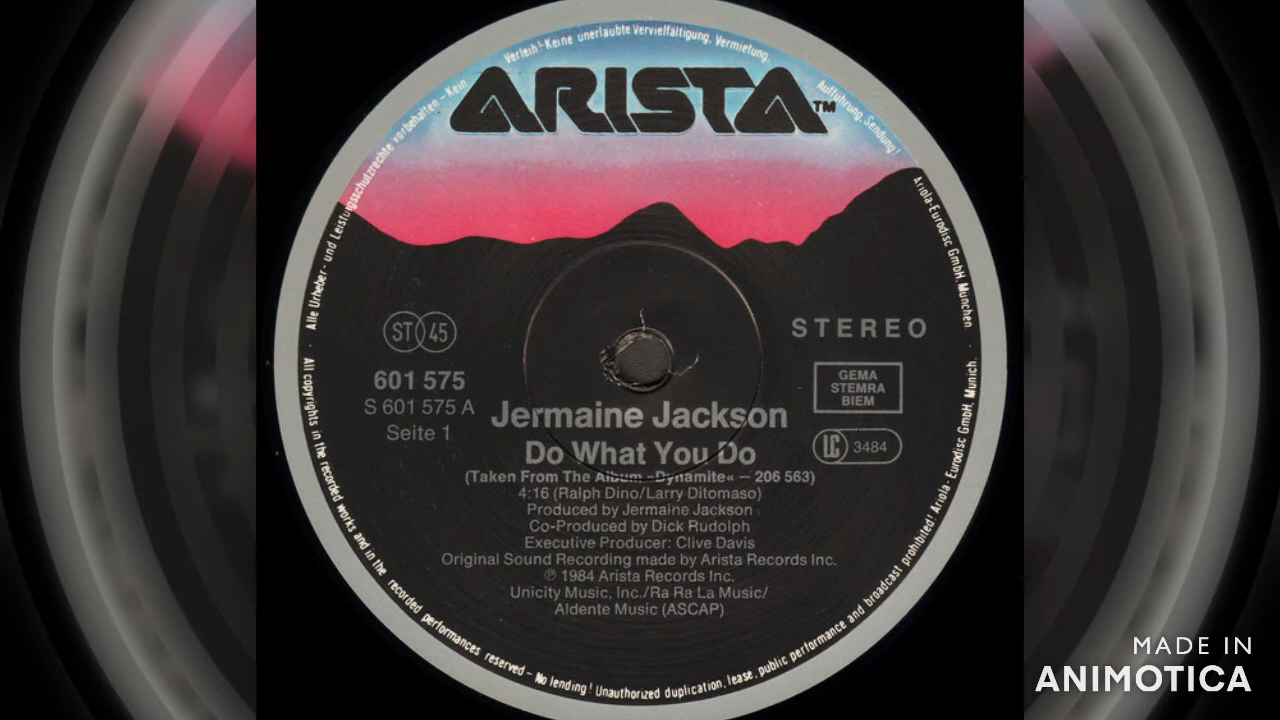 Alle Urheber- und Leistungsschutzrechte vorbehalten - Kein Verleih! - Keine unerlaubte Vervielfältigung, Vermietung, Aufführung, Sendung!
ARISTA™
Ariola-Eurodisc GmbH, München.
ST 45
STEREO
601 575
S 601 575 A
Seite 1
GEMA
STEMRA
BIEM
LC 3484
Jermaine Jackson
Do What You Do
(Taken From The Album »Dynamite« – 206 563)
4:16 (Ralph Dino/Larry Ditomaso)
Produced by Jermaine Jackson
Co-Produced by Dick Rudolph
Executive Producer: Clive Davis
Original Sound Recording made by Arista Records Inc.
℗ 1984 Arista Records Inc.
Unicity Music, Inc./Ra Ra La Music/
Aldente Music (ASCAP)
All copyrights in the recorded works and in the recorded performances reserved - No lending! Unauthorized duplication, lease, public performance and broadcast prohibited! Ariola-Eurodisc GmbH, Munich.
MADE IN
ANIMOTICA